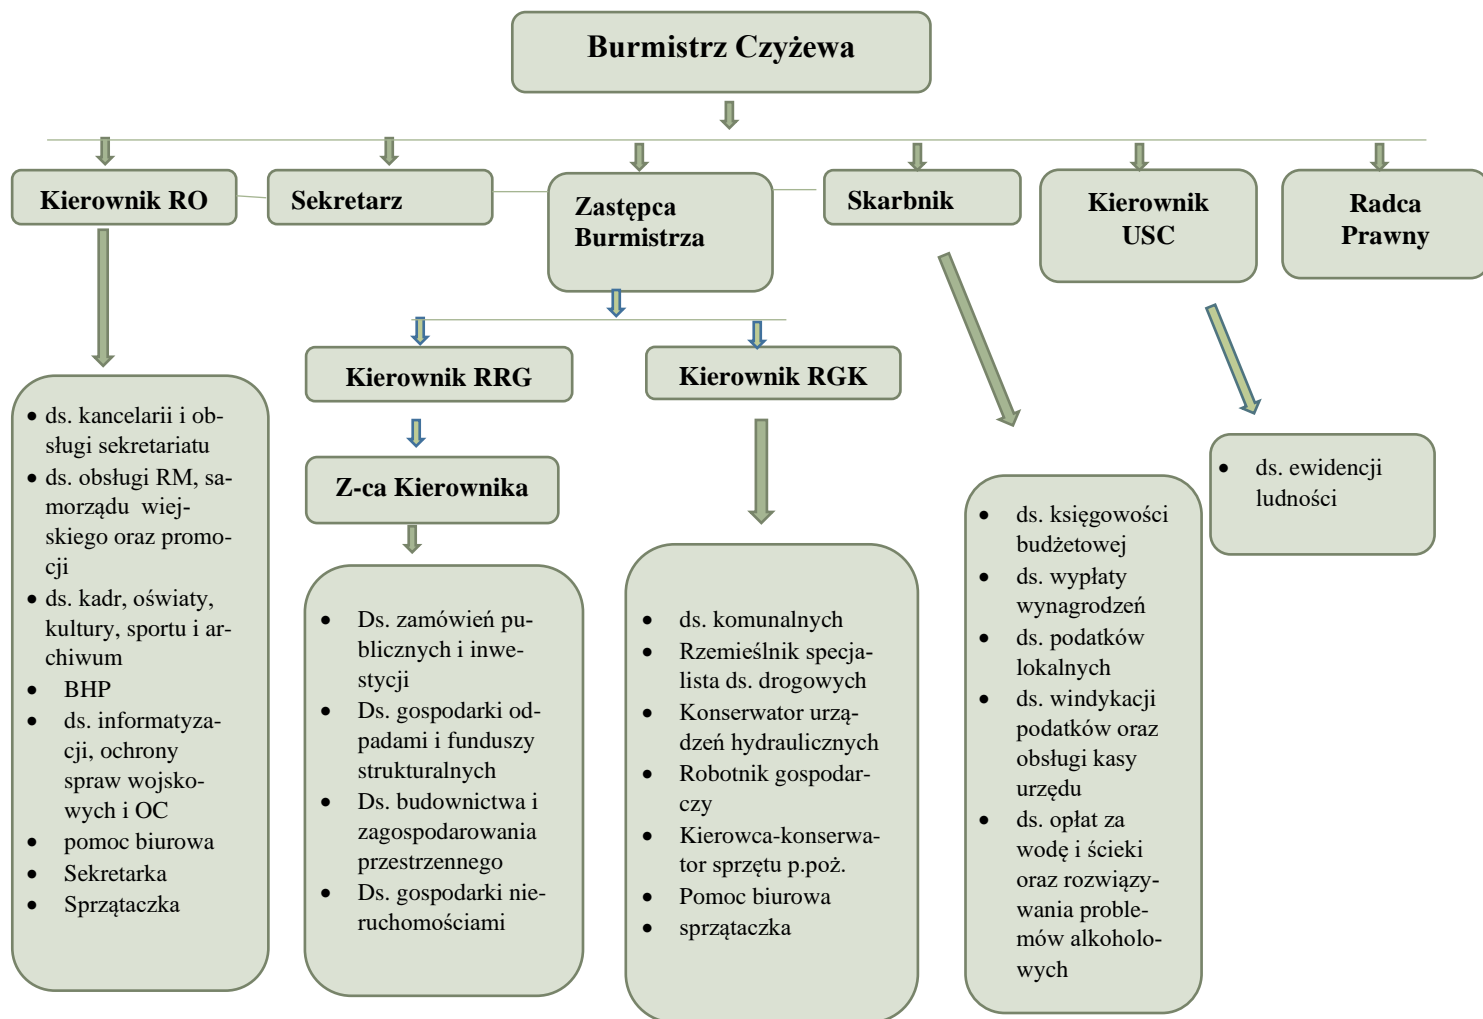 Burmistrz Czyżewa
Kierownik RO
Sekretarz
Zastępca
Burmistrza
Skarbnik
Kierownik
USC
Radca
Prawny
Kierownik RRG
Kierownik RGK
Z-ca Kierownika
• ds. kancelarii i ob-
sługi sekretariatu
• ds. obsługi RM, sa-
morządu wiej-
skiego oraz promo-
cji
• ds. kadr, oświaty,
kultury, sportu i ar-
chiwum
• BHP
• ds. informatyza-
cji, ochrony
spraw wojsko-
wych i OC
• pomoc biurowa
• Sekretarka
• Sprzątaczka
• Ds. zamówień pu-
blicznych i inwe-
stycji
• Ds. gospodarki od-
padami i funduszy
strukturalnych
• Ds. budownictwa i
zagospodarowania
przestrzennego
• Ds. gospodarki nie-
ruchomościami
• ds. komunalnych
• Rzemieślnik specja-
lista ds. drogowych
• Konserwator urzą-
dzeń hydraulicznych
• Robotnik gospodar-
czy
• Kierowca-konserwa-
tor sprzętu p.poż.
• Pomoc biurowa
• sprzątaczka
• ds. księgowości
budżetowej
• ds. wypłaty
wynagrodzeń
• ds. podatków
lokalnych
• ds. windykacji
podatków oraz
obsługi kasy
urzędu
• ds. opłat za
wodę i ścieki
oraz rozwiązy-
wania proble-
mów alkoholo-
wych
• ds. ewidencji
ludności